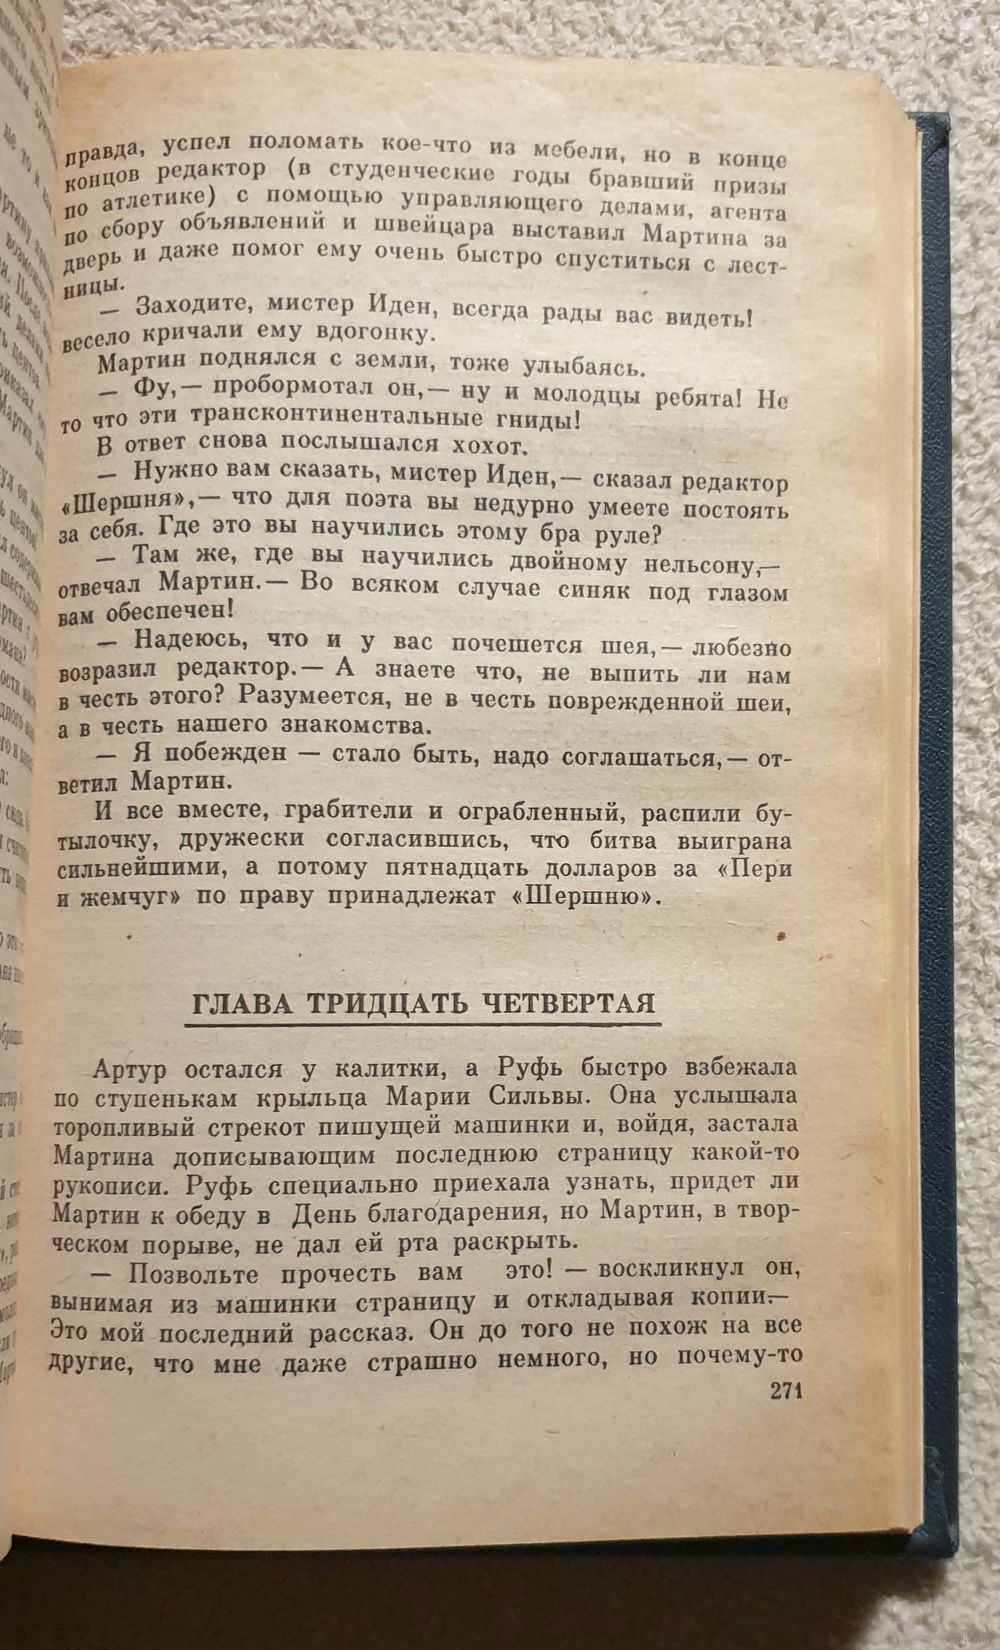 правда, успел поломать кое-что из мебели, но в конце
концов редактор (в студенческие годы бравший призы
по атлетике) с помощью управляющего делами, агента
по сбору объявлений и швейцара выставил Мартина за
дверь и даже помог ему очень быстро спуститься с лест-
ницы.
— Заходите, мистер Иден, всегда рады вас видеть!
весело кричали ему вдогонку.
Мартин поднялся с земли, тоже улыбаясь.
— Фу,— пробормотал он,— ну и молодцы ребята! Не
то что эти трансконтинентальные гниды!
В ответ снова послышался хохот.
— Нужно вам сказать, мистер Иден,— сказал редактор
«Шершня»,— что для поэта вы недурно умеете постоять
за себя. Где это вы научились этому бра руле?
— Там же, где вы научились двойному нельсону,—
отвечал Мартин.— Во всяком случае синяк под глазом
вам обеспечен!
— Надеюсь, что и у вас почешется шея,— любезно
возразил редактор.— А знаете что, не выпить ли нам
в честь этого? Разумеется, не в честь поврежденной шеи,
а в честь нашего знакомства.
— Я побежден — стало быть, надо соглашаться,— от-
ветил Мартин.
И все вместе, грабители и ограбленный, распили бу-
тылочку, дружески согласившись, что битва выиграна
сильнейшими, а потому пятнадцать долларов за «Пери
и жемчуг» по праву принадлежат «Шершню».
ГЛАВА ТРИДЦАТЬ ЧЕТВЕРТАЯ
Артур остался у калитки, а Руфь быстро взбежала
по ступенькам крыльца Марии Сильвы. Она услышала
торопливый стрекот пишущей машинки и, войдя, застала
Мартина дописывающим последнюю страницу какой-то
рукописи. Руфь специально приехала узнать, придет ли
Мартин к обеду в День благодарения, но Мартин, в твор-
ческом порыве, не дал ей рта раскрыть.
— Позвольте прочесть вам это! — воскликнул он,
вынимая из машинки страницу и откладывая копии.—
Это мой последний рассказ. Он до того не похож на все
другие, что мне даже страшно немного, но почему-то
271